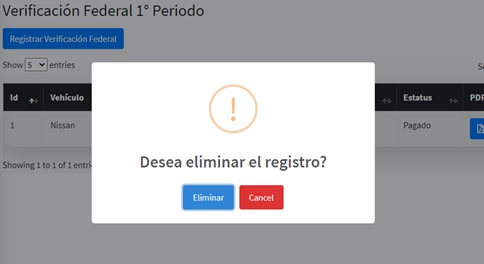 Verificación Federal 1° Periodo
Registrar Verificación Federal
Show 5 entries
Id Vehículo Estatus PDF
1 Nissan Pagado
Showing 1 to 1 of 1 entri
!
Desea eliminar el registro?
Eliminar Cancel